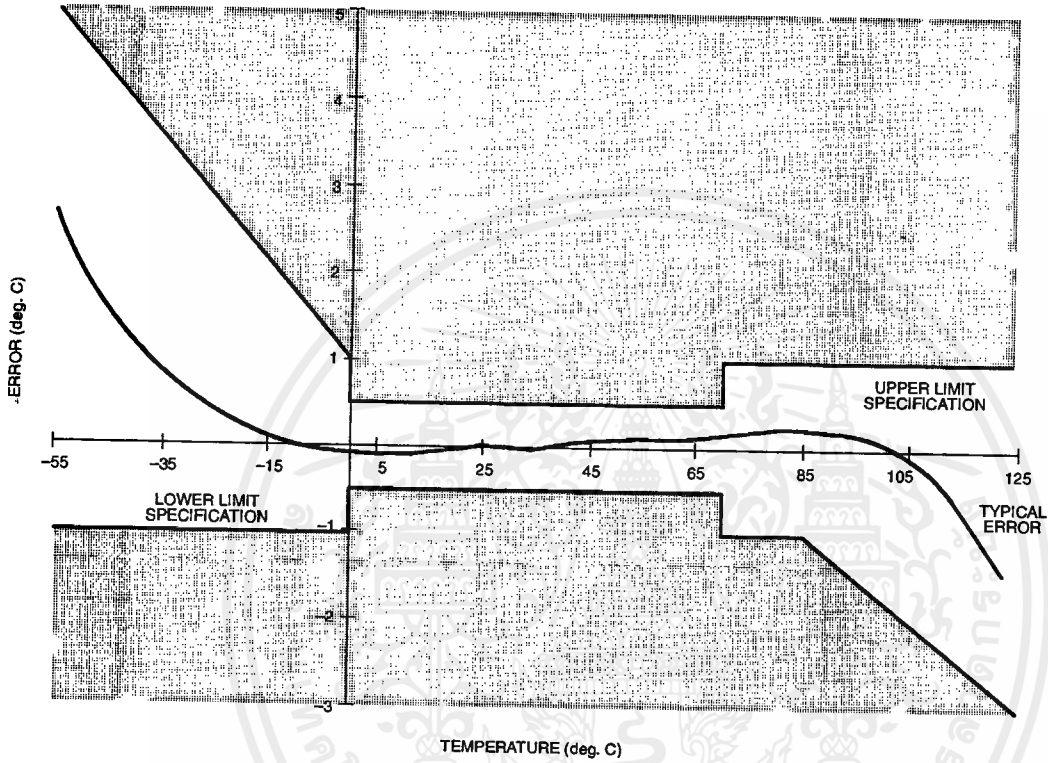 5
4
3
2
-ERROR (deg. C)
1
UPPER LIMIT
SPECIFICATION
-55 -35 -15 5 25 45 65 85 105 125
LOWER LIMIT
SPECIFICATION
-1
TYPICAL
ERROR
-2
-3
TEMPERATURE (deg. C)